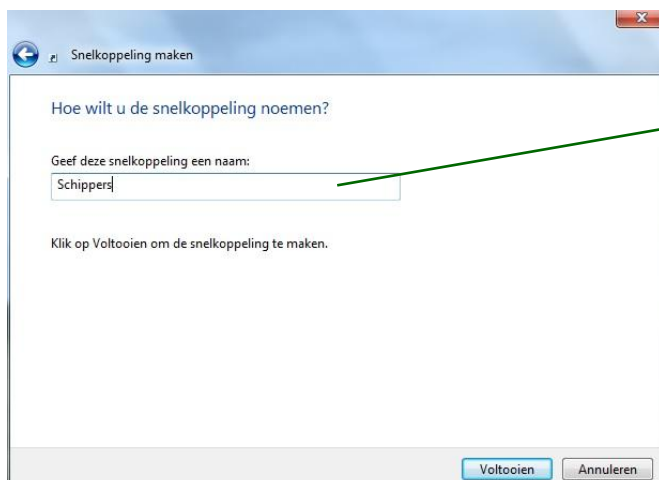 Snelkoppeling maken
Hoe wilt u de snelkoppeling noemen?
Geef deze snelkoppeling een naam:
Schippers
Klik op Voltooien om de snelkoppeling te maken.
Voltooien Annuleren